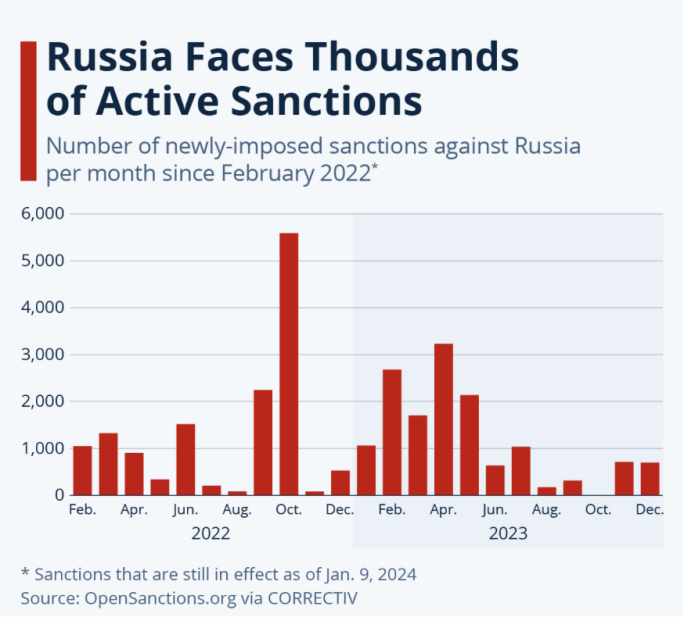 Russia Faces Thousands
of Active Sanctions
Number of newly-imposed sanctions against Russia
per month since February 2022*
6,000
5,000
4,000
3,000
2,000
1,000
0
Feb. Apr. Jun. Aug. Oct. Dec. Feb. Apr. Jun. Aug. Oct. Dec.
2022 2023
* Sanctions that are still in effect as of Jan. 9, 2024
Source: OpenSanctions.org via CORRECTIV